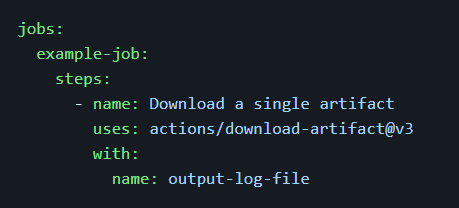 jobs:
  example-job:
    steps:
      - name: Download a single artifact
        uses: actions/download-artifact@v3
        with:
          name: output-log-file